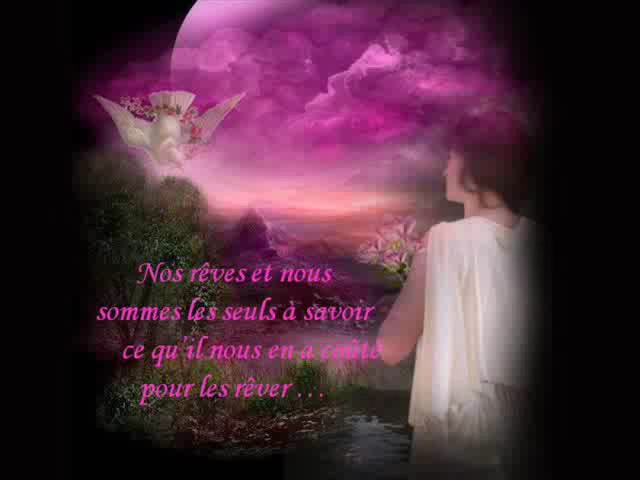 Nos rêves et nous
sommes les seuls à savoir
ce qu'il nous en a coûté
pour les rêver ...